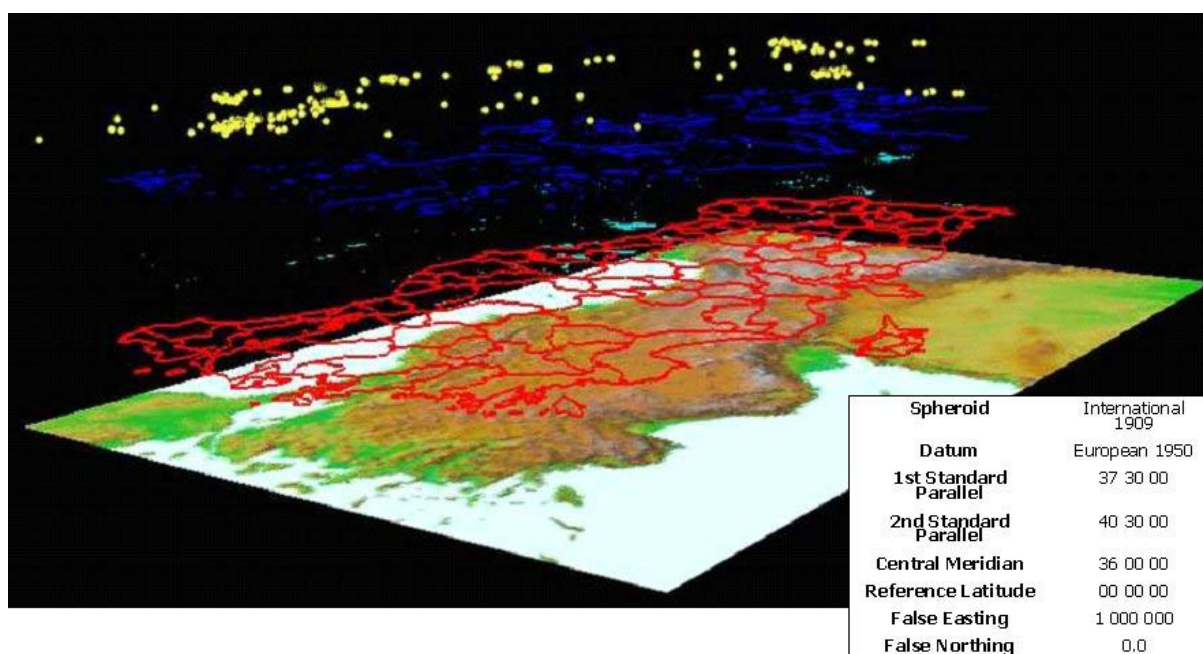 Spheroid International
1909
Datum European 1950
1st Standard 37 30 00
Parallel
2nd Standard 40 30 00
Parallel
Central Meridian 36 00 00
Reference Latitude 00 00 00
False Easting 1 000 000
False Northing 0.0